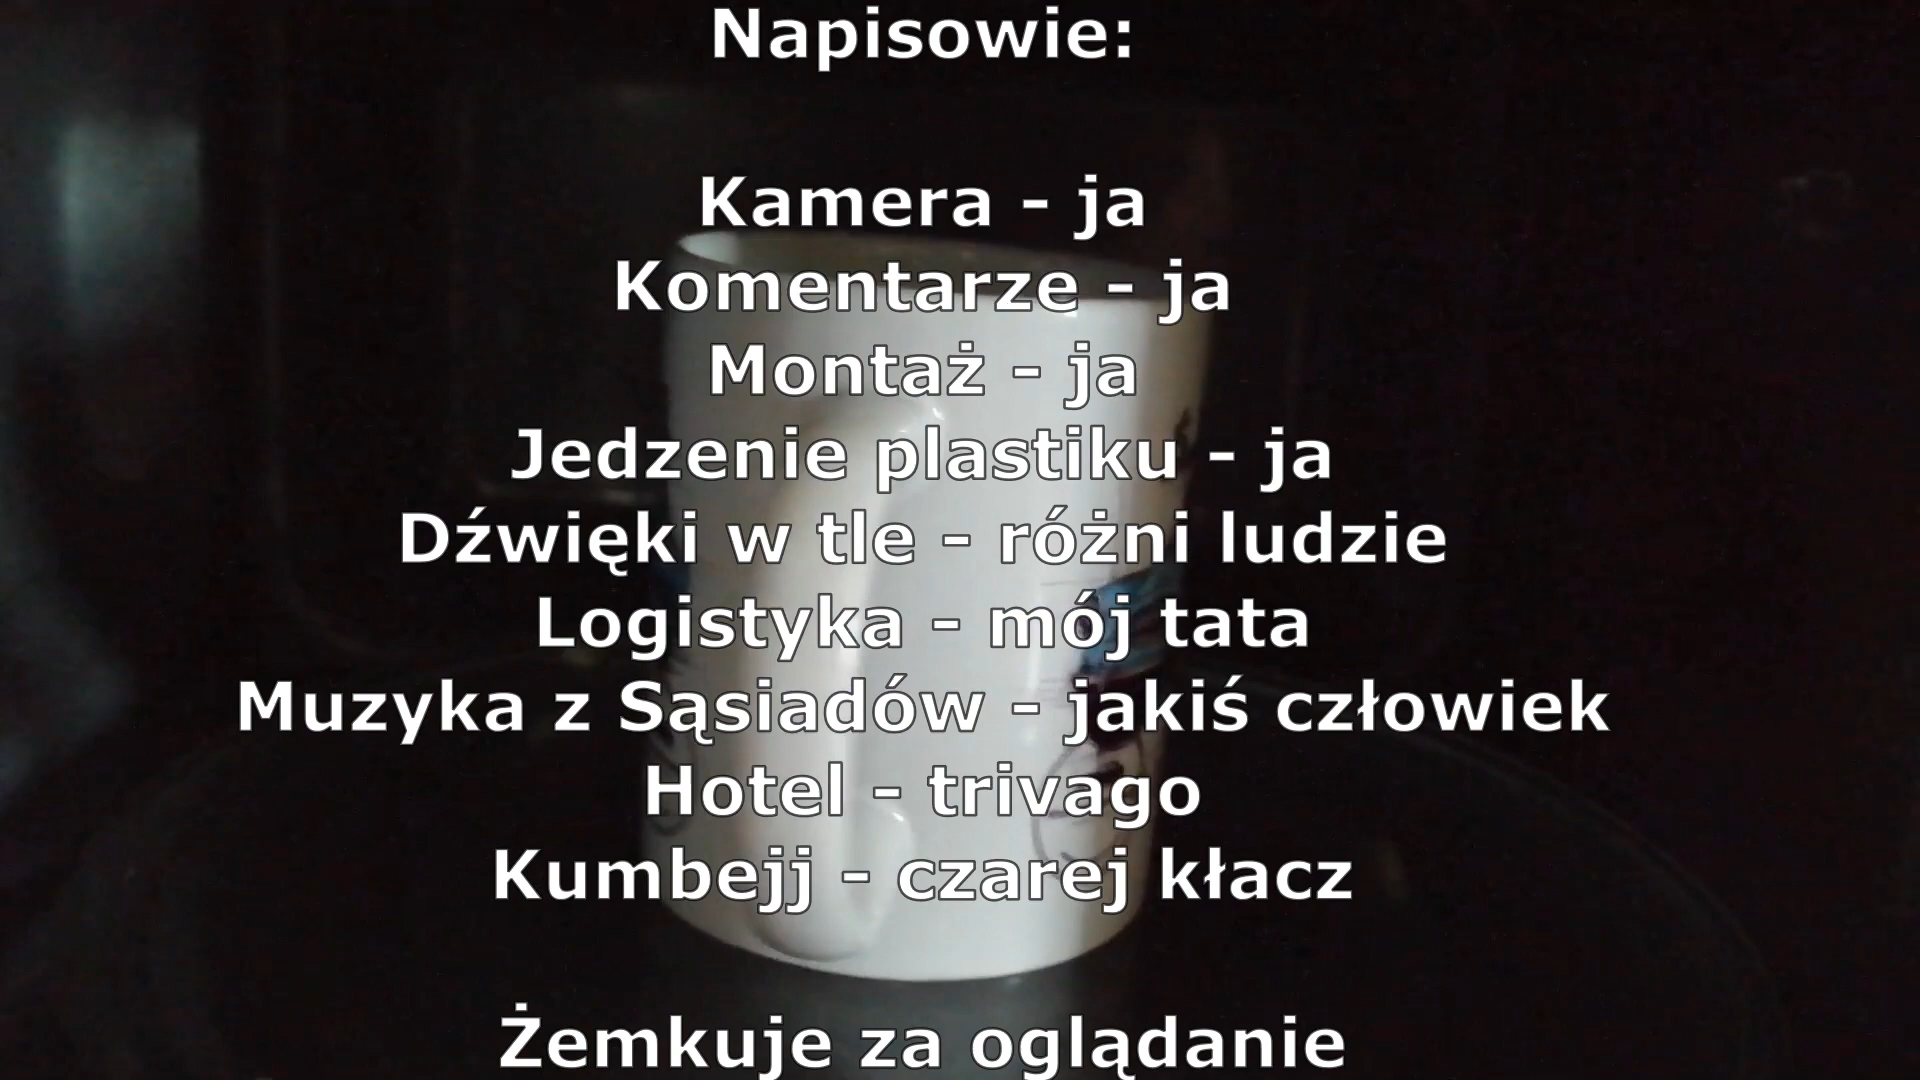 Napisowie:
Kamera - ja
Komentarze - ja
Montaż - ja
Jedzenie plastiku - ja
Dźwięki w tle - różni ludzie
Logistyka - mój tata
Muzyka z Sąsiadów - jakiś człowiek
Hotel - trivago
Kumbejj - czarej kłacz
Żemkuje za oglądanie